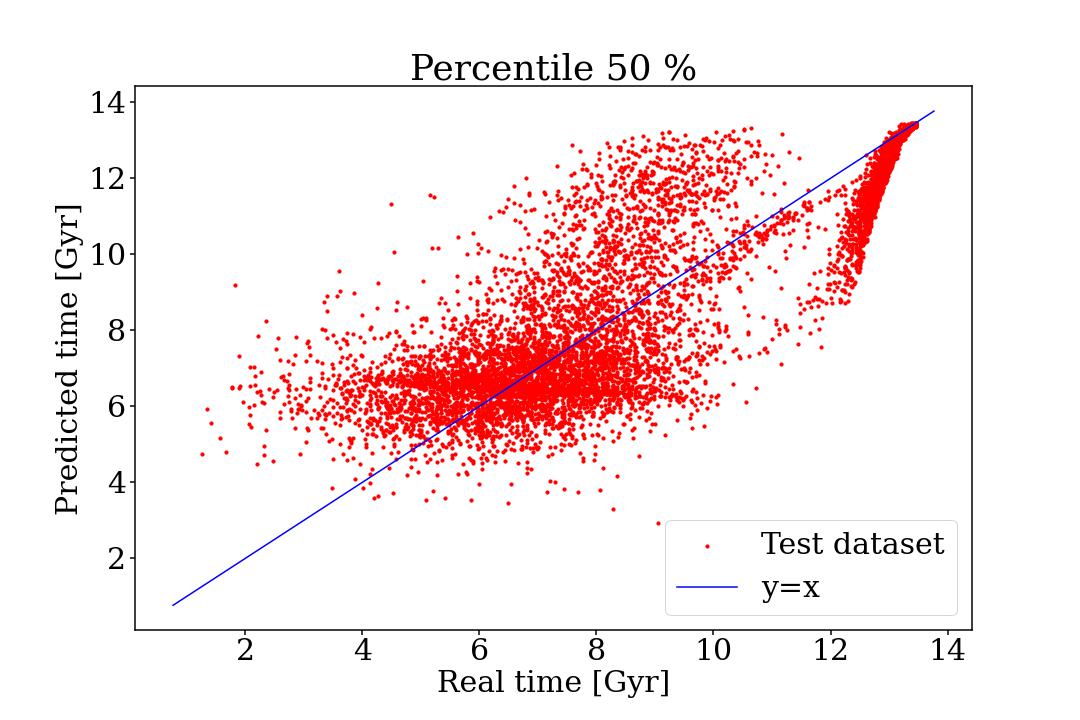 Percentile 50 %
14
12
10
8
6
4
2
Predicted time [Gyr]
Test dataset
y=x
2 4 6 8 10 12 14
Real time [Gyr]